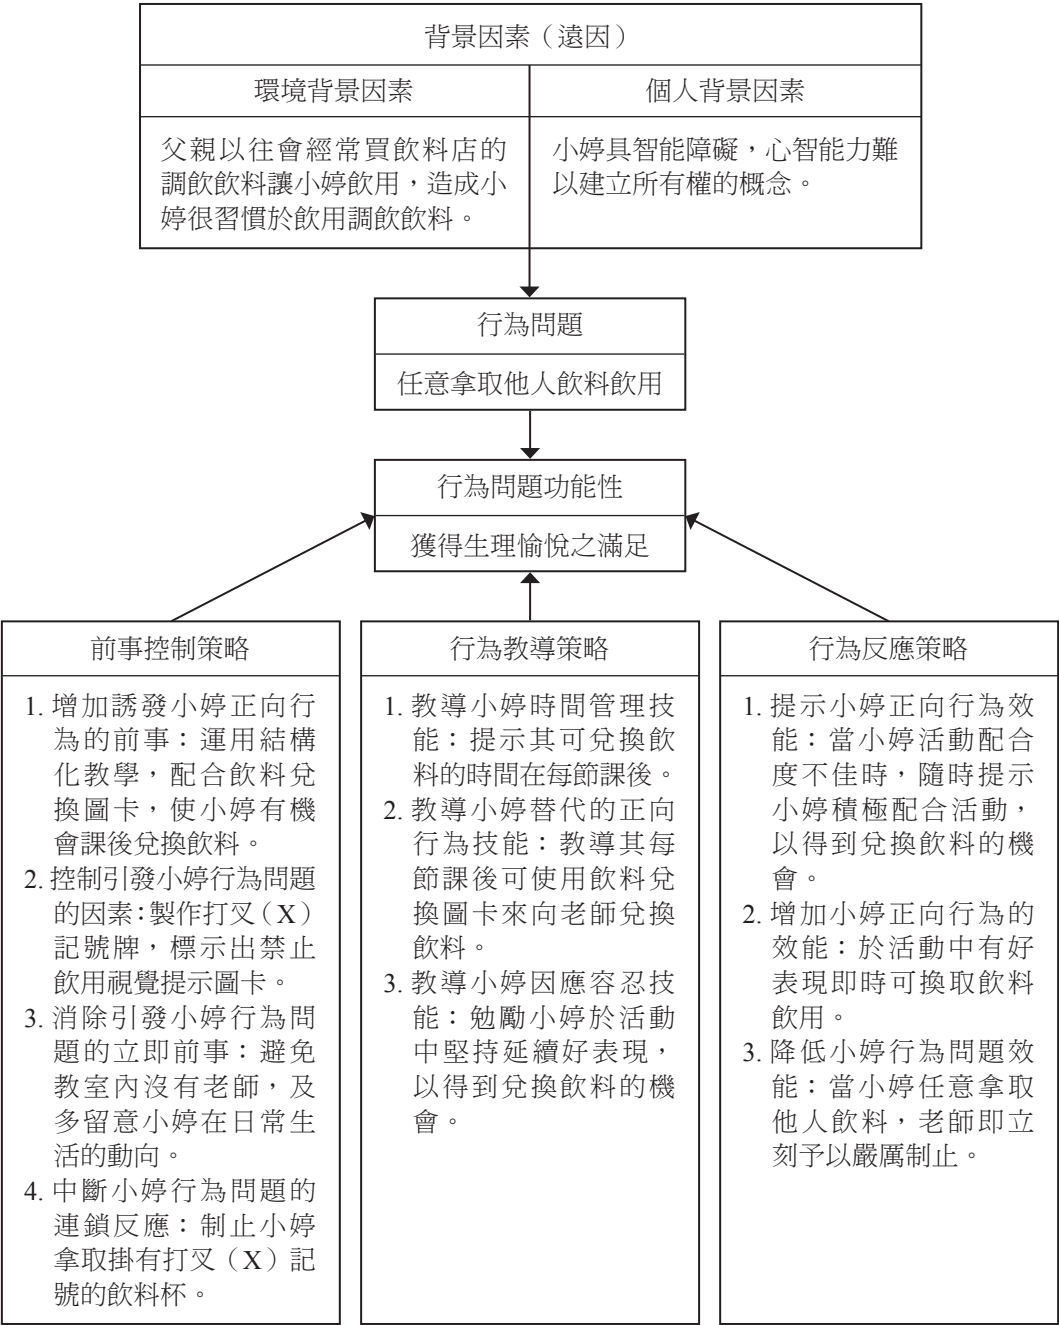 背景因素（遠因）
環境背景因素
個人背景因素
父親以往會經常買飲料店的
調飲飲料讓小婷飲用，造成小
婷很習慣於飲用調飲飲料。
小婷具智能障礙，心智能力難
以建立所有權的概念。
行為問題
任意拿取他人飲料飲用
行為問題功能性
獲得生理愉悅之滿足
前事控制策略
1. 增加誘發小婷正向行
為的前事：運用結構
化教學，配合飲料兌
換圖卡，使小婷有機
會課後兌換飲料。
2. 控制引發小婷行為問題
的因素：製作打叉（X）
記號牌，標示出禁止
飲用視覺提示圖卡。
3. 消除引發小婷行為問
題的立即前事：避免
教室內沒有老師，及
多留意小婷在日常生
活的動向。
4. 中斷小婷行為問題的
連鎖反應：制止小婷
拿取掛有打叉（X）記
號的飲料杯。
行為教導策略
1. 教導小婷時間管理技
能：提示其可兌換飲
料的時間在每節課後。
2. 教導小婷替代的正向
行為技能：教導其每
節課後可使用飲料兌
換圖卡來向老師兌換
飲料。
3. 教導小婷因應容忍技
能：勉勵小婷於活動
中堅持延續好表現，
以得到兌換飲料的機
會。
行為反應策略
1. 提示小婷正向行為效
能：當小婷活動配合
度不佳時，隨時提示
小婷積極配合活動，
以得到兌換飲料的機
會。
2. 增加小婷正向行為的
效能：於活動中有好
表現即時可換取飲料
飲用。
3. 降低小婷行為問題效
能：當小婷任意拿取
他人飲料，老師即立
刻予以嚴厲制止。